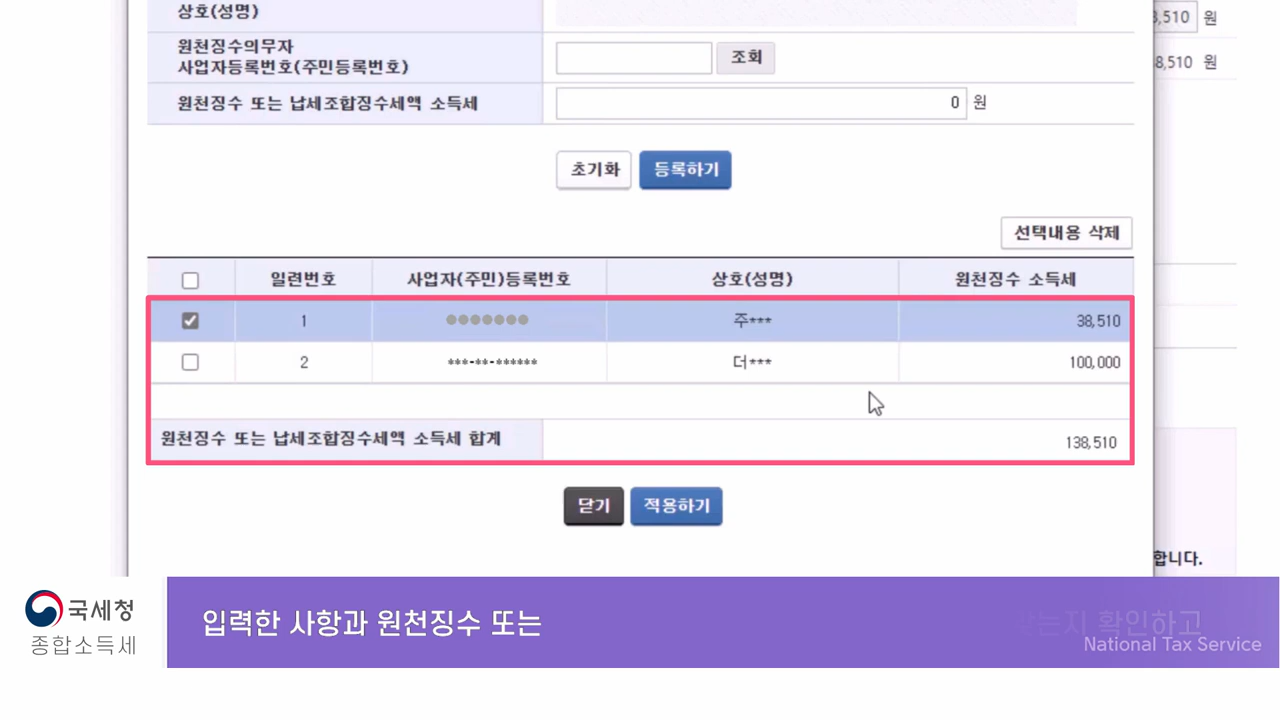 상호(성명)
3,510 원
원천징수의무자
사업자등록번호(주민등록번호)
조회
8,510 원
원천징수 또는 납세조합징수세액 소득세
0 원
초기화
등록하기
선택내용 삭제
일련번호 사업자(주민)등록번호 상호(성명) 원천징수 소득세
1 ●●●●●●● 주*** 38,510
2 ***-**-****** 더*** 100,000
원천징수 또는 납세조합징수세액 소득세 합계 138,510
닫기
적용하기
합니다.
국세청
종합소득세
입력한 사항과 원천징수 또는
는지 확인하고
National Tax Service